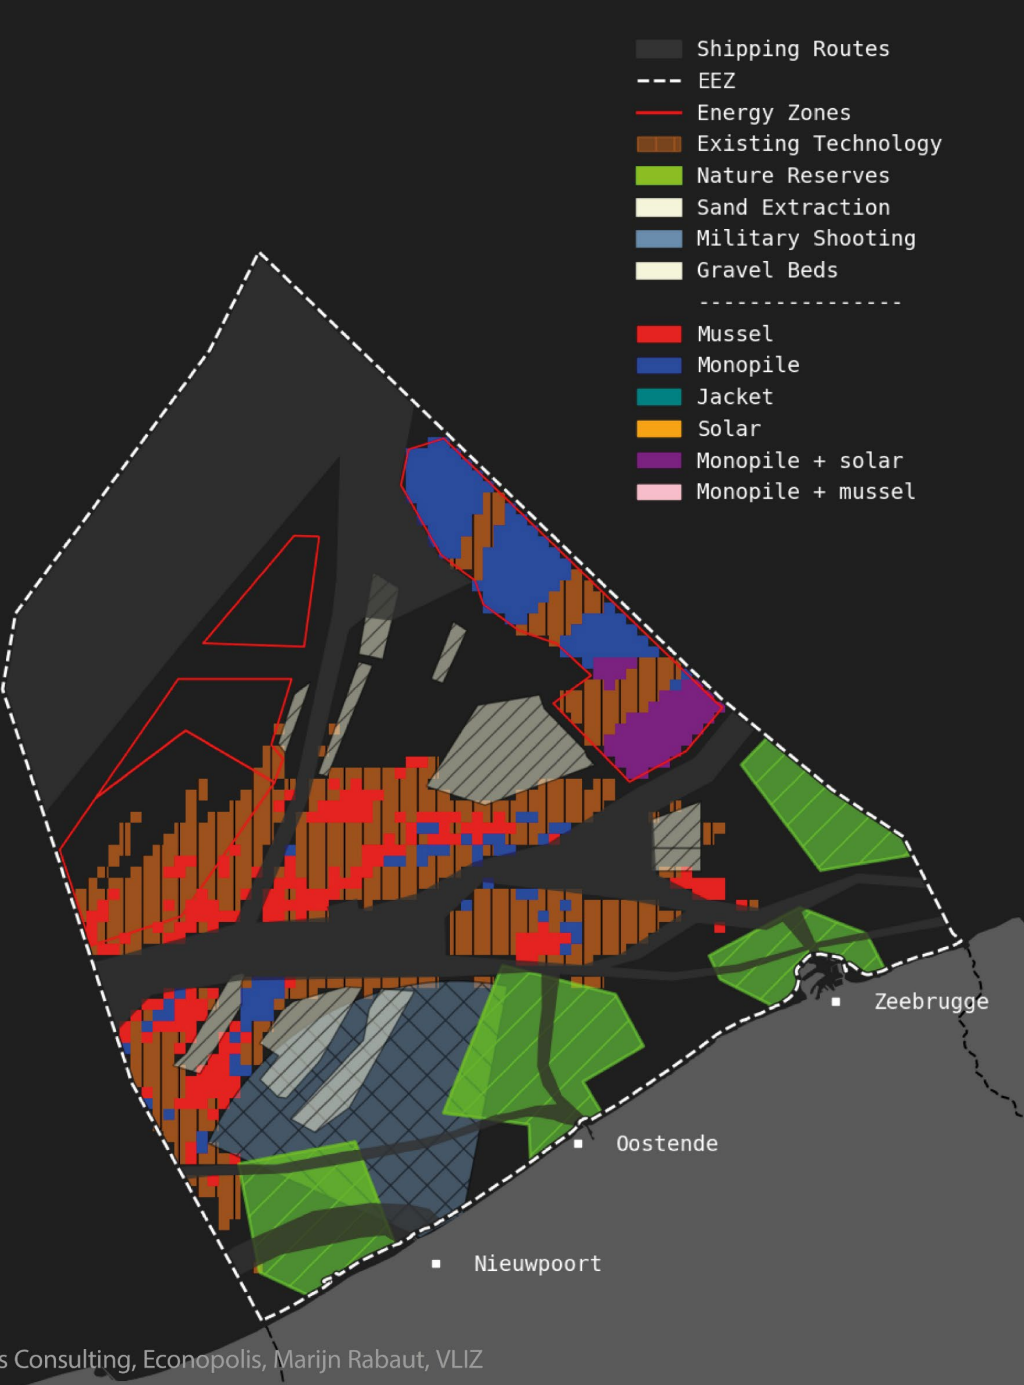 Shipping Routes
EEZ
Energy Zones
Existing Technology
Nature Reserves
Sand Extraction
Military Shooting
Gravel Beds
----------------
Mussel
Monopile
Jacket
Solar
Monopile + solar
Monopile + mussel
Zeebrugge
Oostende
Nieuwpoort
s Consulting, Econopolis, Marijn Rabaut, VLIZ